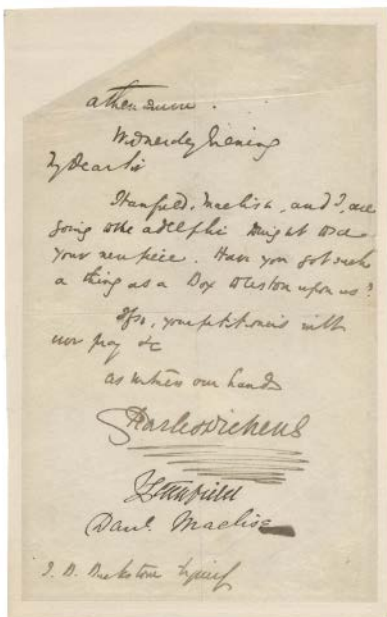 Athenæum.
Wednesday Evening
My Dear Sir
Stanfield, Maclise, and I, are
going to the adelphi tonight to see
your new piece. Have you got such
a thing as a Box to bestow upon us?
If so, your petitioners will
ever pray &c
as witness our hands
Charles Dickens
C Stanfield
Danl. Maclise
J. B. Buckstone Esquire